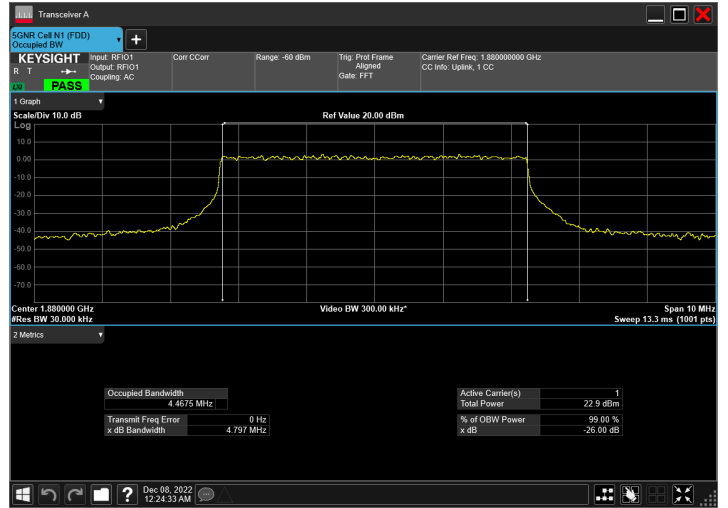 Transceiver A
5GNR Cell N1 (FDD)
Occupied BW
+
KEYSIGHT
R T
LXI
PASS
Input: RFIO1
Output: RFIO1
Coupling: AC
Corr CCorr
Range: -60 dBm
Trig: Prot Frame
Aligned
Gate: FFT
Carrier Ref Freq: 1.880000000 GHz
CC Info: Uplink, 1 CC
1 Graph
Scale/Div 10.0 dB
Ref Value 20.00 dBm
Log
10.0
0.00
-10.0
-20.0
-30.0
-40.0
-50.0
-60.0
-70.0
Center 1.880000 GHz
Video BW 300.00 kHz*
Span 10 MHz
#Res BW 30.000 kHz
Sweep 13.3 ms (1001 pts)
2 Metrics
Occupied Bandwidth
4.4675 MHz
Active Carrier(s) 1
Total Power 22.9 dBm
Transmit Freq Error 0 Hz
x dB Bandwidth 4.797 MHz
% of OBW Power 99.00 %
x dB -26.00 dB
?
Dec 08, 2022
12:24:33 AM